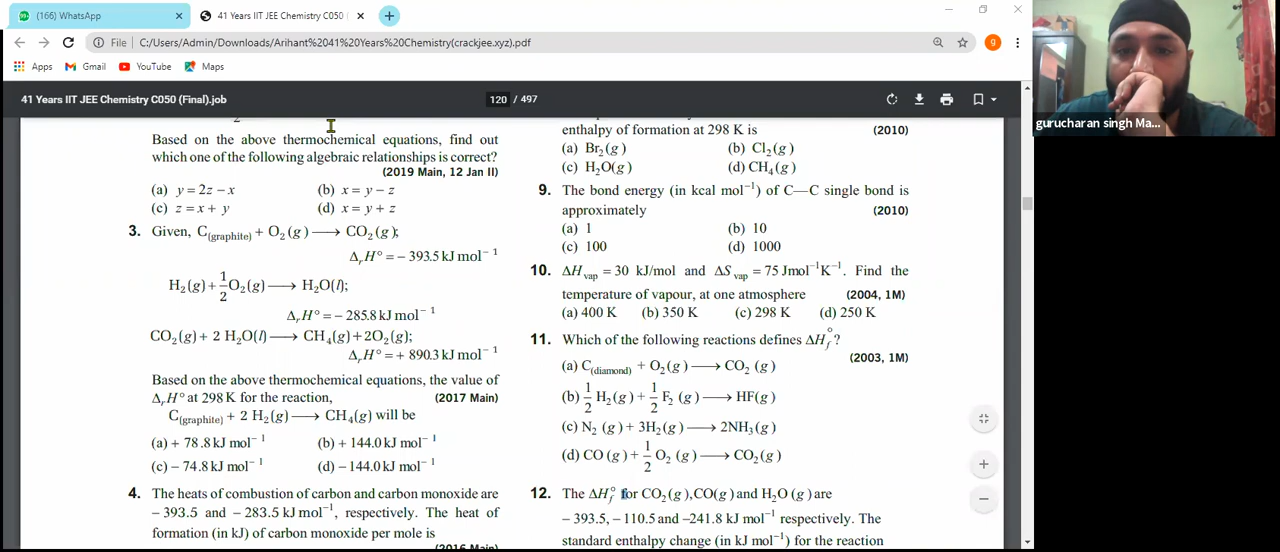 (166) WhatsApp
41 Years IIT JEE Chemistry C050 (
File
C:/Users/Admin/Downloads/Arihant%2041%20Years%20Chemistry(crackjee.xyz).pdf
g
Apps
Gmail
YouTube
Maps
41 Years IIT JEE Chemistry C050 (Final).job
120 / 497
2
Based on the above thermochemical equations, find out
which one of the following algebraic relationships is correct?
(2019 Main, 12 Jan II)
(a) y = 2z – x (b) x = y – z
(c) z = x + y (d) x = y + z
3. Given, C(graphite) + O₂(g) ⟶ CO₂(g);
ΔᵣH° = – 393.5 kJ mol⁻¹
H₂(g) + 1/2 O₂(g) ⟶ H₂O(l);
ΔᵣH° = – 285.8 kJ mol⁻¹
CO₂(g) + 2 H₂O(l) ⟶ CH₄(g) + 2O₂(g);
ΔᵣH° = + 890.3 kJ mol⁻¹
Based on the above thermochemical equations, the value of
ΔᵣH° at 298 K for the reaction, (2017 Main)
C(graphite) + 2 H₂(g) ⟶ CH₄(g) will be
(a) + 78.8 kJ mol⁻¹ (b) + 144.0 kJ mol⁻¹
(c) – 74.8 kJ mol⁻¹ (d) – 144.0 kJ mol⁻¹
4. The heats of combustion of carbon and carbon monoxide are
– 393.5 and – 283.5 kJ mol⁻¹, respectively. The heat of
formation (in kJ) of carbon monoxide per mole is
(2016 Main)
enthalpy of formation at 298 K is (2010)
(a) Br₂(g) (b) Cl₂(g)
(c) H₂O(g) (d) CH₄(g)
9. The bond energy (in kcal mol⁻¹) of C—C single bond is
approximately (2010)
(a) 1 (b) 10
(c) 100 (d) 1000
10. ΔH vap = 30 kJ/mol and ΔS vap = 75 Jmol⁻¹K⁻¹. Find the
temperature of vapour, at one atmosphere (2004, 1M)
(a) 400 K (b) 350 K (c) 298 K (d) 250 K
11. Which of the following reactions defines ΔH°f?
(2003, 1M)
(a) C(diamond) + O₂(g) ⟶ CO₂ (g)
(b) 1/2 H₂(g) + 1/2 F₂ (g) ⟶ HF(g)
(c) N₂ (g) + 3H₂(g) ⟶ 2NH₃(g)
(d) CO (g) + 1/2 O₂ (g) ⟶ CO₂(g)
12. The ΔH°f for CO₂(g), CO(g) and H₂O (g) are
– 393.5, – 110.5 and –241.8 kJ mol⁻¹ respectively. The
standard enthalpy change (in kJ mol⁻¹) for the reaction
gurucharan singh Ma...